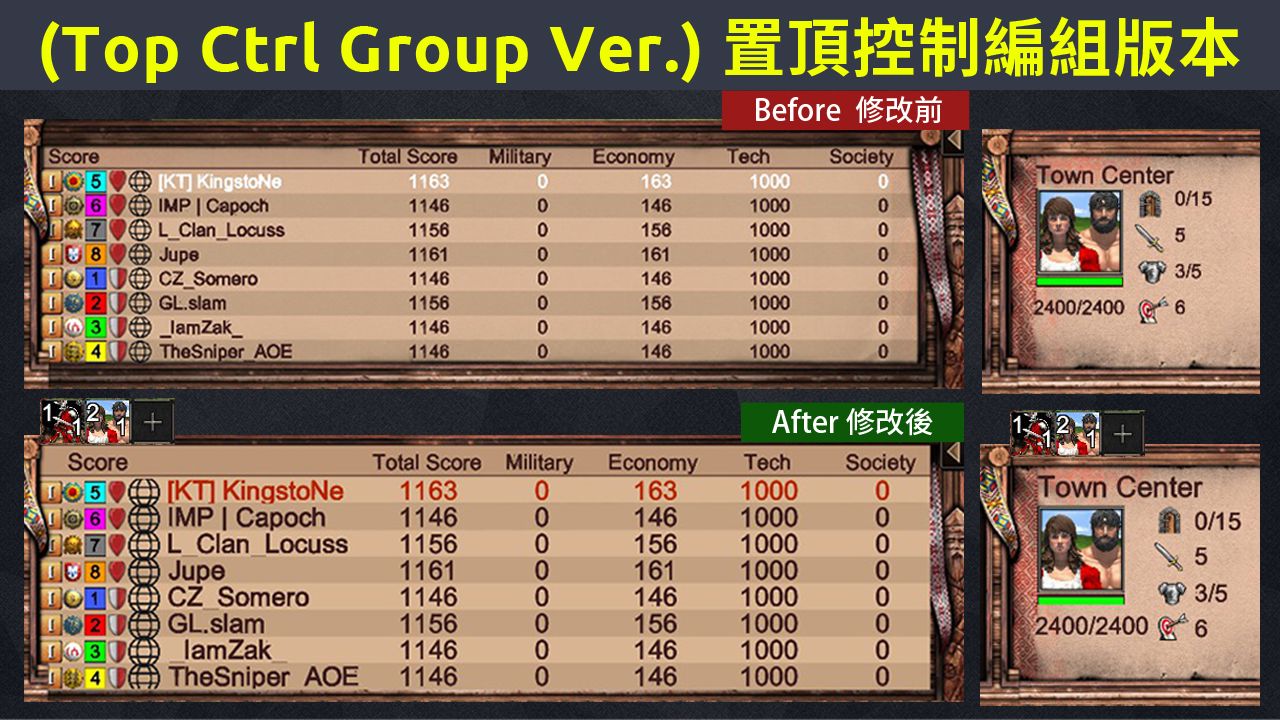 (Top Ctrl Group Ver.) 置頂控制編組版本
Before 修改前
Score Total Score Military Economy Tech Society
I 5 [KT] KingstoNe 1163 0 163 1000 0
I 6 IMP | Capoch 1146 0 146 1000 0
I 7 L_Clan_Locuss 1156 0 156 1000 0
I 8 Jupe 1161 0 161 1000 0
I 1 CZ_Somero 1146 0 146 1000 0
I 2 GL.slam 1156 0 156 1000 0
I 3 _IamZak_ 1146 0 146 1000 0
I 4 TheSniper_AOE 1146 0 146 1000 0
Town Center
0/15
5
3/5
2400/2400 6
1 1 2 1 +
After 修改後
Score Total Score Military Economy Tech Society
I 5 [KT] KingstoNe 1163 0 163 1000 0
I 6 IMP | Capoch 1146 0 146 1000 0
I 7 L_Clan_Locuss 1156 0 156 1000 0
I 8 Jupe 1161 0 161 1000 0
I 1 CZ_Somero 1146 0 146 1000 0
I 2 GL.slam 1156 0 156 1000 0
I 3 _IamZak_ 1146 0 146 1000 0
I 4 TheSniper_AOE 1146 0 146 1000 0
1 1 2 1 +
Town Center
0/15
5
3/5
2400/2400 6